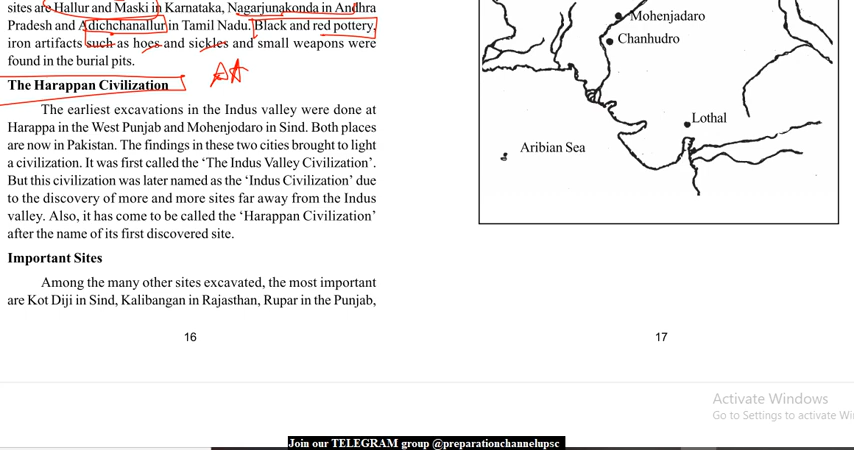 sites are Hallur and Maski in Karnataka, Nagarjunakonda in Andhra
Pradesh and Adichchanallur in Tamil Nadu. Black and red pottery,
iron artifacts such as hoes and sickles and small weapons were
found in the burial pits.
The Harappan Civilization
The earliest excavations in the Indus valley were done at
Harappa in the West Punjab and Mohenjodaro in Sind. Both places
are now in Pakistan. The findings in these two cities brought to light
a civilization. It was first called the ‘The Indus Valley Civilization’.
But this civilization was later named as the ‘Indus Civilization’ due
to the discovery of more and more sites far away from the Indus
valley. Also, it has come to be called the ‘Harappan Civilization’
after the name of its first discovered site.
Important Sites
Among the many other sites excavated, the most important
are Kot Diji in Sind, Kalibangan in Rajasthan, Rupar in the Punjab,
16
Mohenjadaro
Chanhudro
Lothal
Aribian Sea
17
Activate Windows
Go to Settings to activate Wi
Join our TELEGRAM group @preparationchannelupsc